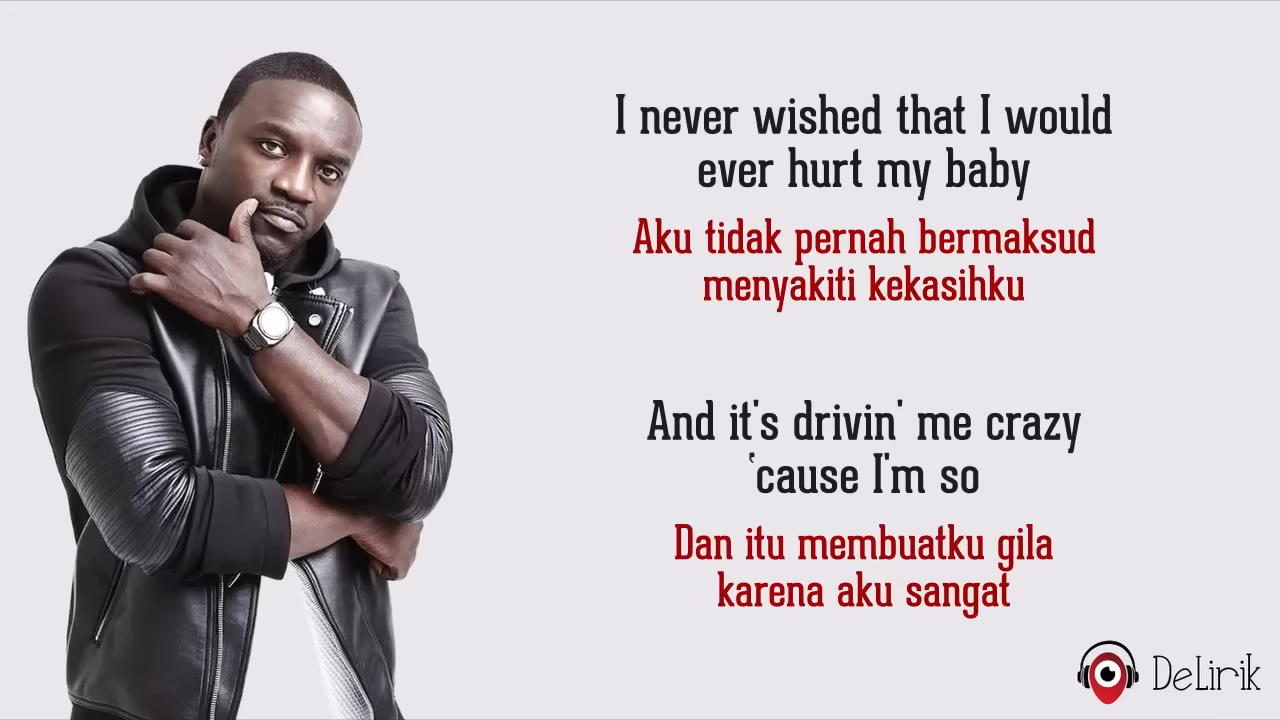 I never wished that I would
ever hurt my baby
Aku tidak pernah bermaksud
menyakiti kekasihku
And it's drivin' me crazy
'cause I'm so
Dan itu membuatku gila
karena aku sangat
DeLirik